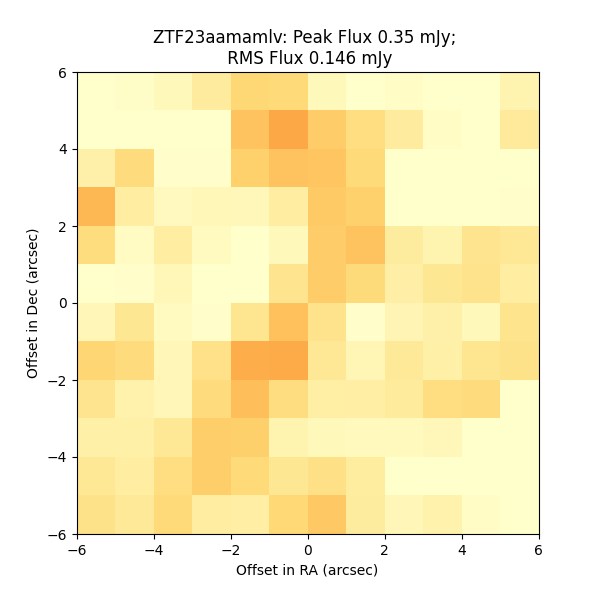 ZTF23aamamlv: Peak Flux 0.35 mJy;
RMS Flux 0.146 mJy
6
4
2
0
−2
−4
−6
Offset in Dec (arcsec)
−6 −4 −2 0 2 4 6
Offset in RA (arcsec)